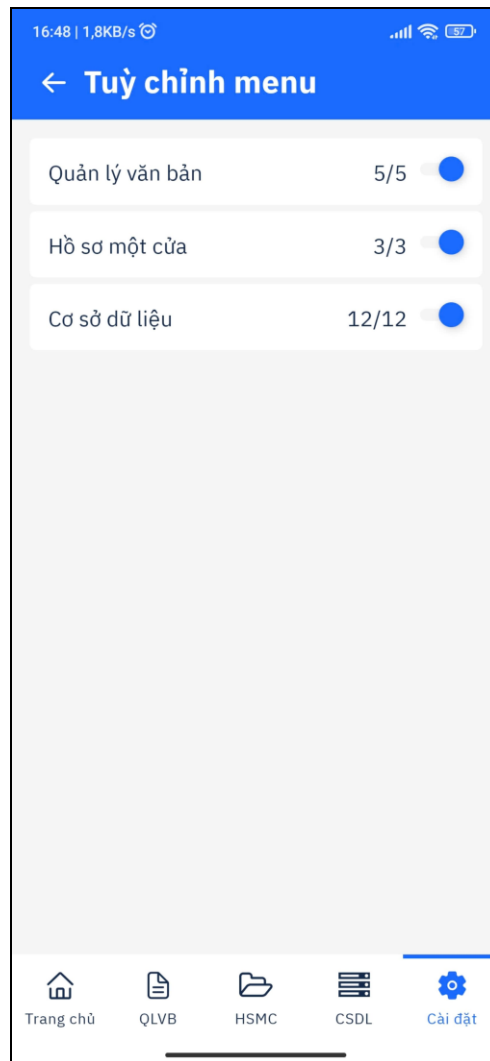 16:48 | 1,8KB/s 57
Tuỳ chỉnh menu
Quản lý văn bản 5/5
Hồ sơ một cửa 3/3
Cơ sở dữ liệu 12/12
Trang chủ QLVB HSMC CSDL Cài đặt